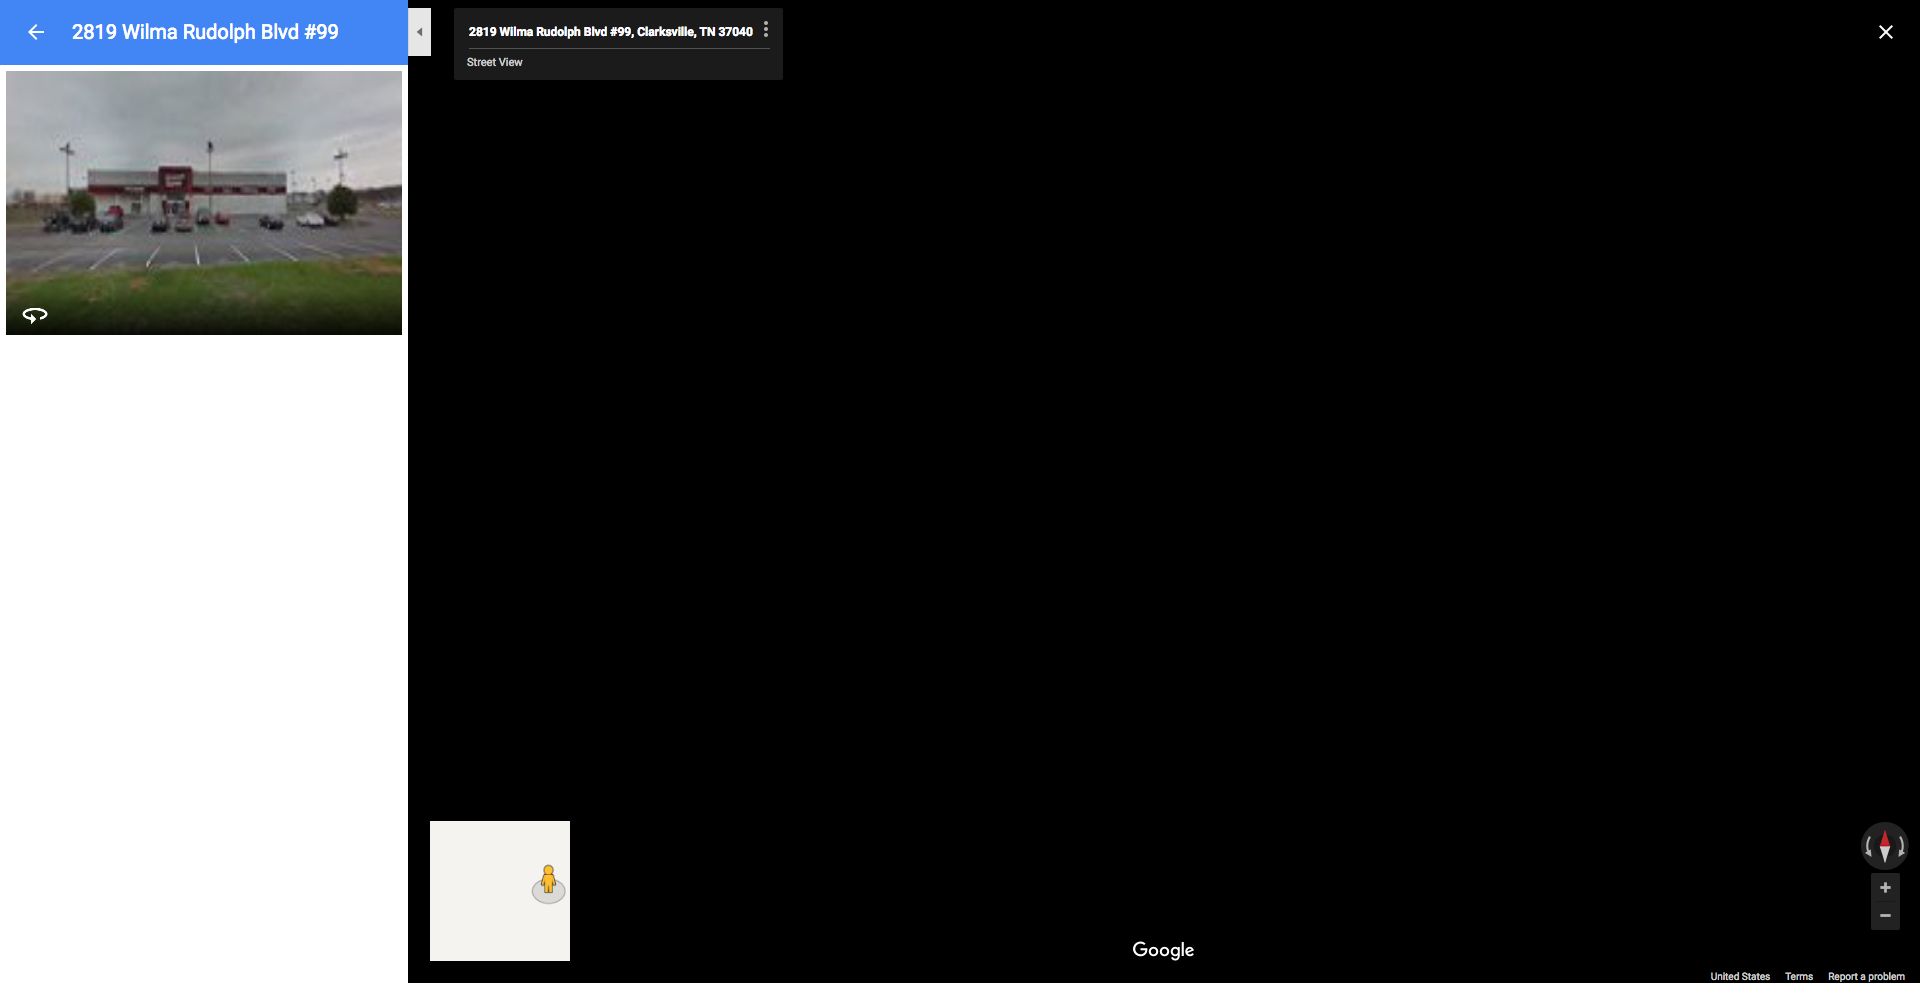 2819 Wilma Rudolph Blvd #99
2819 Wilma Rudolph Blvd #99, Clarksville, TN 37040
Street View
Google
United States
Terms
Report a problem